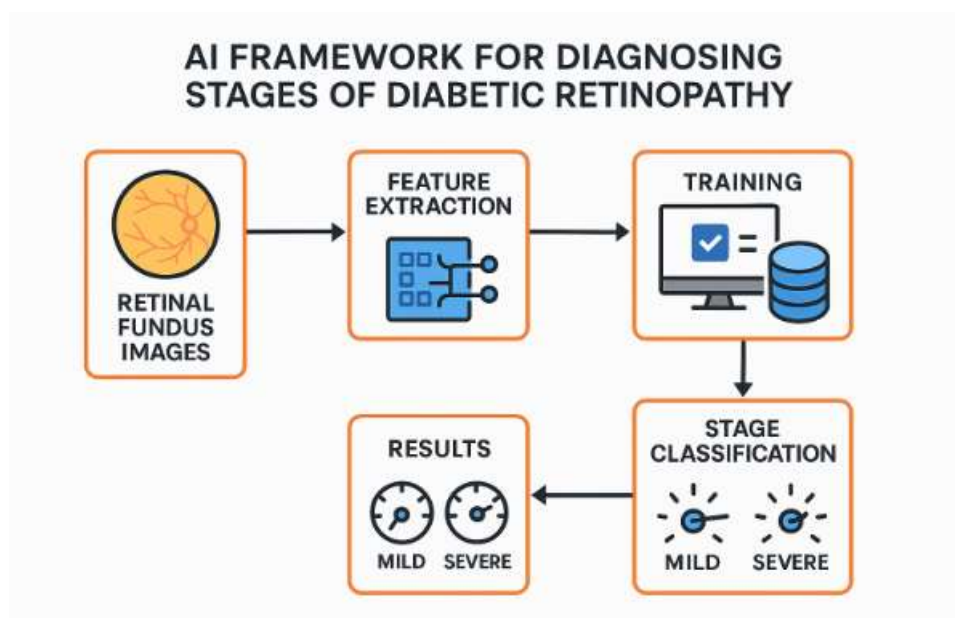 AI FRAMEWORK FOR DIAGNOSING
STAGES OF DIABETIC RETINOPATHY
RETINAL
FUNDUS
IMAGES
FEATURE
EXTRACTION
TRAINING
STAGE
CLASSIFICATION
MILD SEVERE
RESULTS
MILD SEVERE